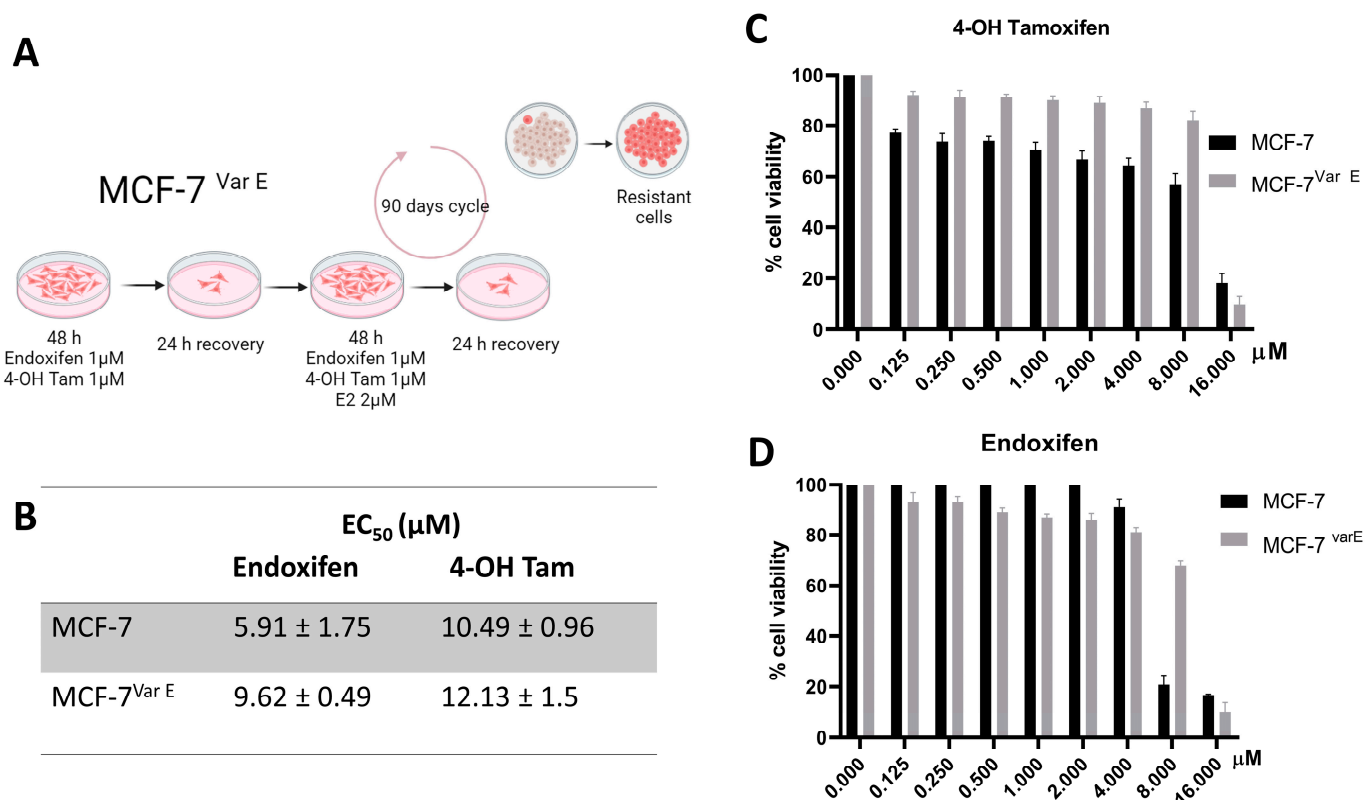 A
MCF-7 Var E
90 days cycle
Resistant
cells
48 h
Endoxifen 1µM
4-OH Tam 1µM
24 h recovery
48 h
Endoxifen 1µM
4-OH Tam 1µM
E2 2µM
24 h recovery
B
EC50 (µM)
Endoxifen 4-OH Tam
MCF-7 5.91 ± 1.75 10.49 ± 0.96
MCF-7Var E 9.62 ± 0.49 12.13 ± 1.5
C
4-OH Tamoxifen
% cell viability
100
80
60
40
20
0
0.000 0.125 0.250 0.500 1.000 2.000 4.000 8.000 16.000 µM
MCF-7
MCF-7Var E
D
Endoxifen
% cell viability
100
80
60
40
20
0
0.000 0.125 0.250 0.500 1.000 2.000 4.000 8.000 16.000 µM
MCF-7
MCF-7 varE